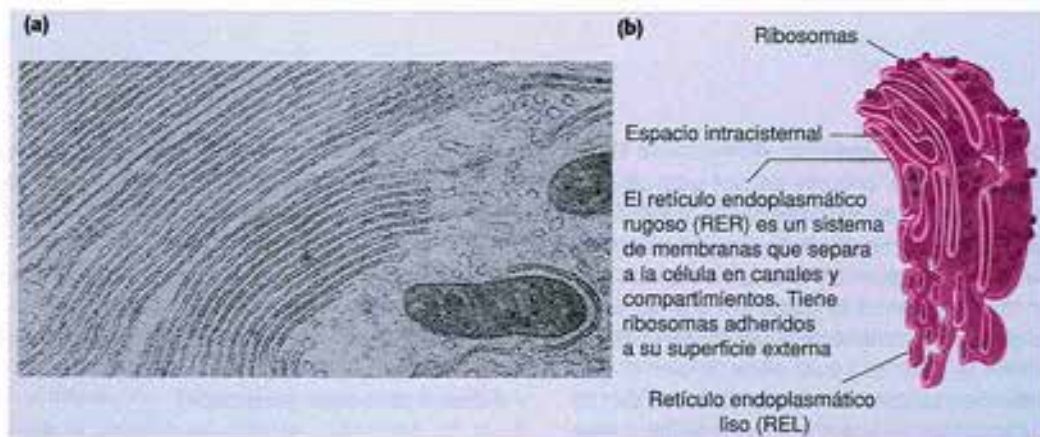 (a)
(b)
Ribosomas
Espacio intracisternal
El retículo endoplasmático
rugoso (RER) es un sistema
de membranas que separa
a la célula en canales y
compartimientos. Tiene
ribosomas adheridos
a su superficie externa
Retículo endoplasmático
liso (REL)